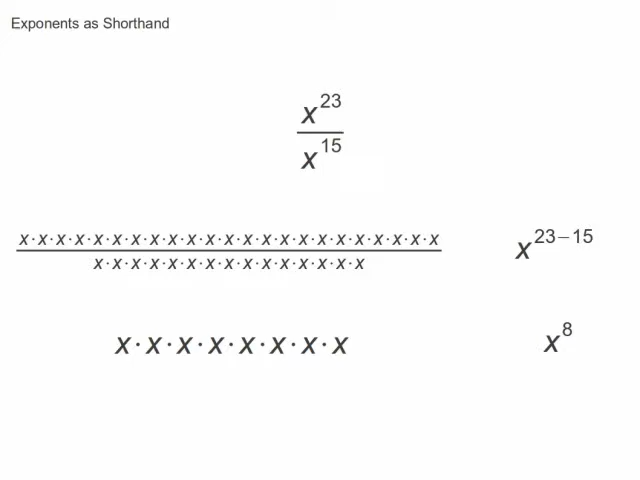 Exponents as Shorthand
x^23
x^15
x·x·x·x·x·x·x·x·x·x·x·x·x·x·x·x·x·x·x·x·x·x·x
x·x·x·x·x·x·x·x·x·x·x·x·x·x·x
x^23−15
x·x·x·x·x·x·x·x
x^8